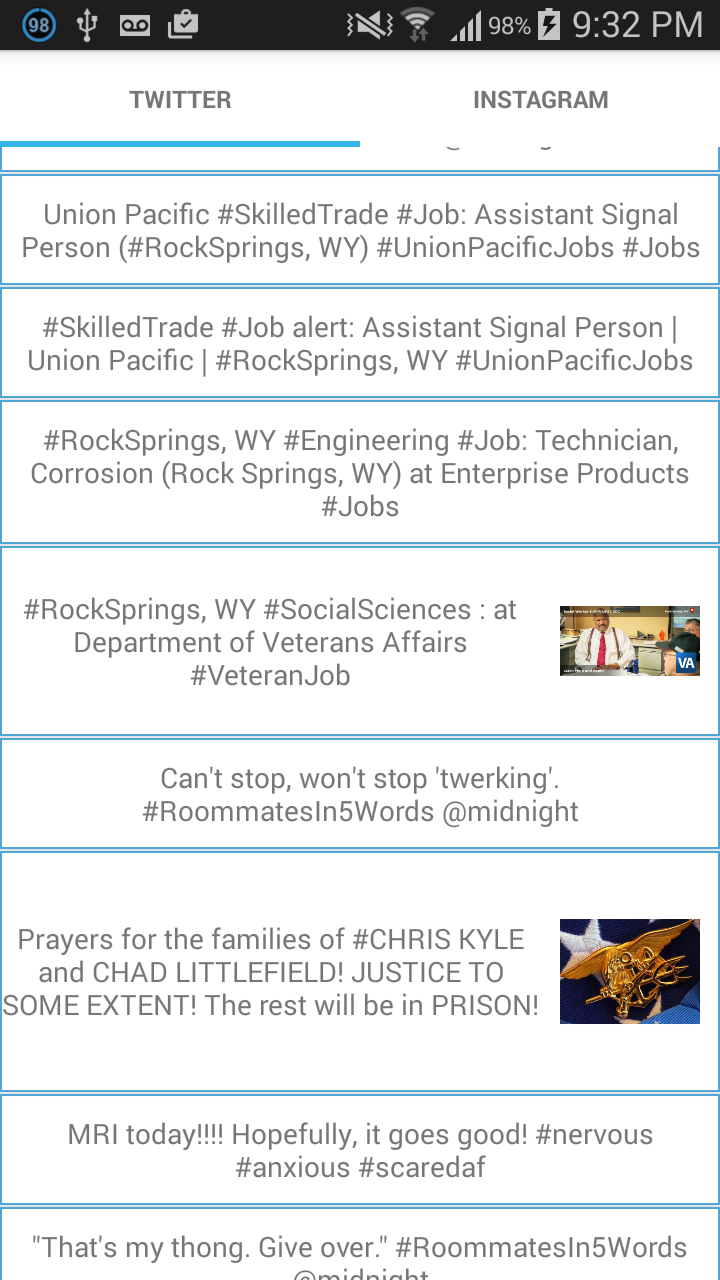 98
98%
9:32 PM
TWITTER
INSTAGRAM
Union Pacific #SkilledTrade #Job: Assistant Signal
Person (#RockSprings, WY) #UnionPacificJobs #Jobs
#SkilledTrade #Job alert: Assistant Signal Person |
Union Pacific | #RockSprings, WY #UnionPacificJobs
#RockSprings, WY #Engineering #Job: Technician,
Corrosion (Rock Springs, WY) at Enterprise Products
#Jobs
#RockSprings, WY #SocialSciences : at
Department of Veterans Affairs
#VeteranJob
VA
Can't stop, won't stop 'twerking'.
#RoommatesIn5Words @midnight
Prayers for the families of #CHRIS KYLE
and CHAD LITTLEFIELD! JUSTICE TO
SOME EXTENT! The rest will be in PRISON!
MRI today!!!! Hopefully, it goes good! #nervous
#anxious #scaredaf
"That's my thong. Give over." #RoommatesIn5Words
@midnight